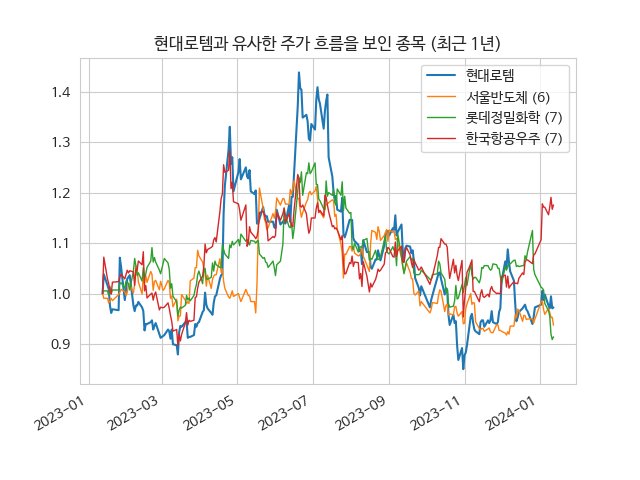 현대로템과 유사한 주가 흐름을 보인 종목 (최근 1년)
현대로템
서울반도체 (6)
롯데정밀화학 (7)
한국항공우주 (7)
1.4
1.3
1.2
1.1
1.0
0.9
2023-01
2023-03
2023-05
2023-07
2023-09
2023-11
2024-01